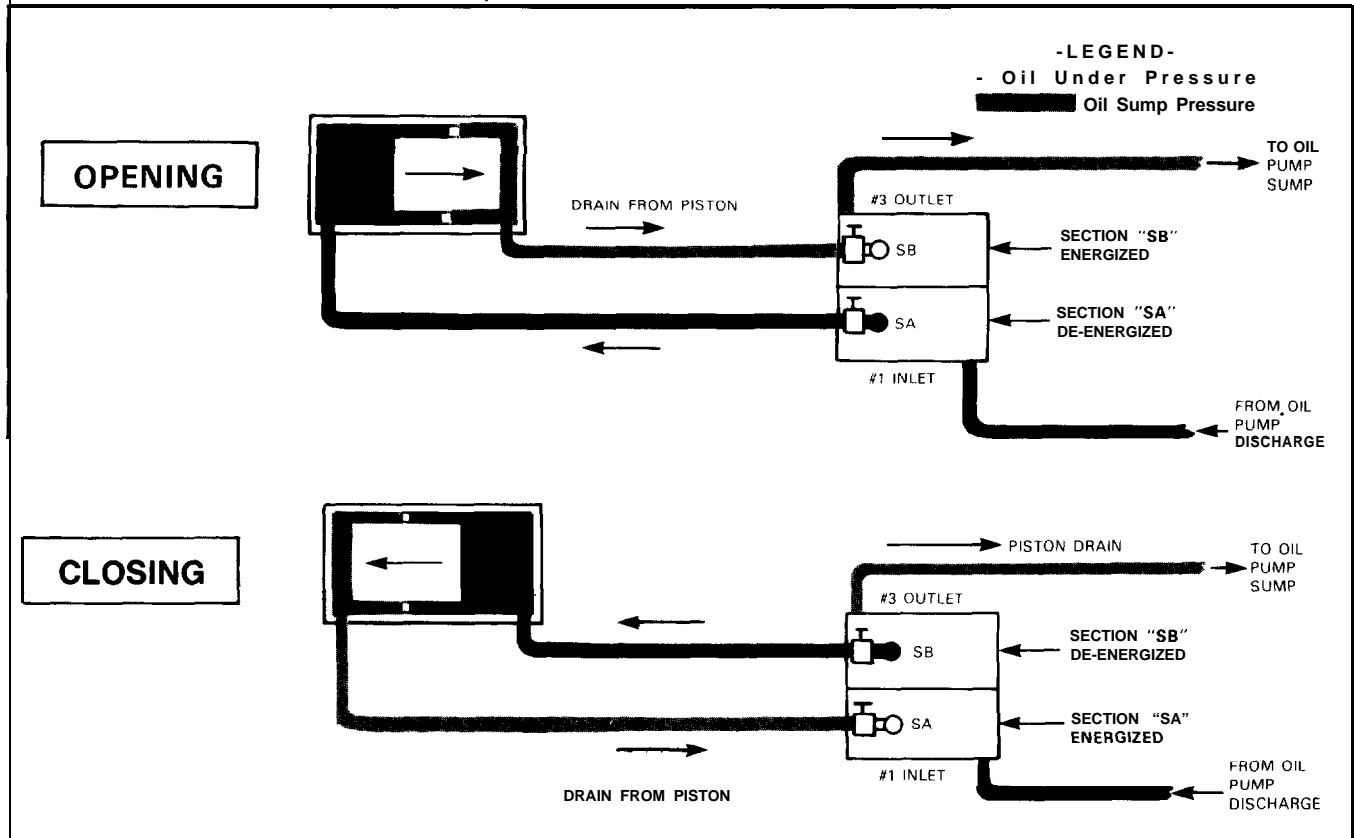 -LEGEND-
- Oil Under Pressure
Oil Sump Pressure
OPENING
DRAIN FROM PISTON
#3 OUTLET
TO OIL
PUMP
SUMP
SB
SECTION "SB"
ENERGIZED
SA
SECTION "SA"
DE-ENERGIZED
#1 INLET
FROM OIL
PUMP
DISCHARGE
CLOSING
PISTON DRAIN
TO OIL
PUMP
SUMP
#3 OUTLET
SB
SECTION "SB"
DE-ENERGIZED
SA
SECTION "SA"
ENERGIZED
#1 INLET
FROM OIL
PUMP
DISCHARGE
DRAIN FROM PISTON